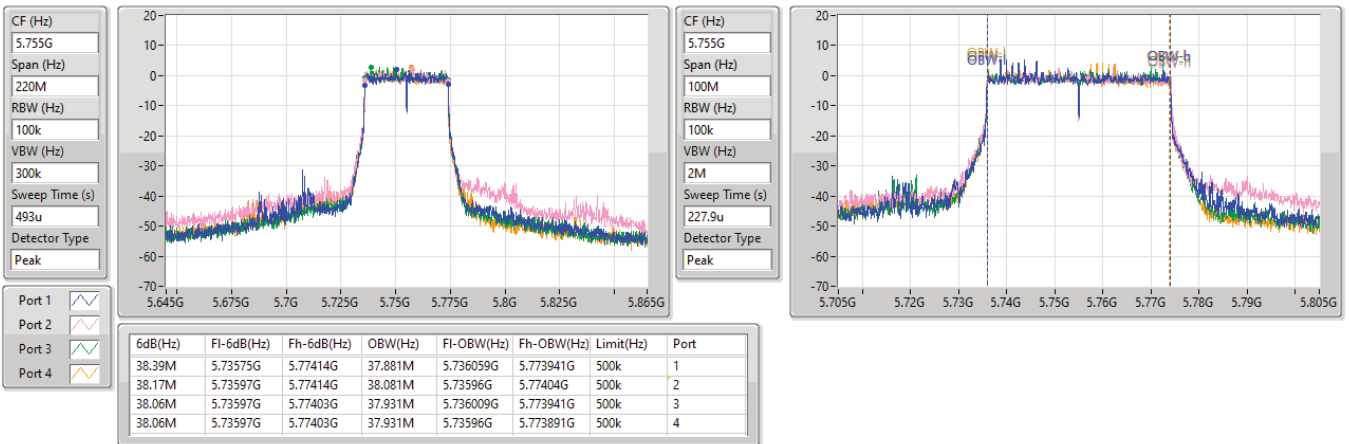 CF (Hz)
5.755G
Span (Hz)
220M
RBW (Hz)
100k
VBW (Hz)
300k
Sweep Time (s)
493u
Detector Type
Peak
20-
10-
0-
-10-
-20-
-30-
-40-
-50-
-60-
-70-
5.645G 5.675G 5.7G 5.725G 5.75G 5.775G 5.8G 5.825G 5.865G
CF (Hz)
5.755G
Span (Hz)
100M
RBW (Hz)
100k
VBW (Hz)
2M
Sweep Time (s)
227.9u
Detector Type
Peak
20-
10-
0-
-10-
-20-
-30-
-40-
-50-
-60-
-70-
OBW-l OBW-h
5.705G 5.72G 5.73G 5.74G 5.75G 5.76G 5.77G 5.78G 5.79G 5.805G
Port 1
Port 2
Port 3
Port 4
6dB(Hz) Fl-6dB(Hz) Fh-6dB(Hz) OBW(Hz) Fl-OBW(Hz) Fh-OBW(Hz) Limit(Hz) Port
38.39M 5.73575G 5.77414G 37.881M 5.736059G 5.773941G 500k 1
38.17M 5.73597G 5.77414G 38.081M 5.73596G 5.77404G 500k 2
38.06M 5.73597G 5.77403G 37.931M 5.736009G 5.773941G 500k 3
38.06M 5.73597G 5.77403G 37.931M 5.73596G 5.773891G 500k 4